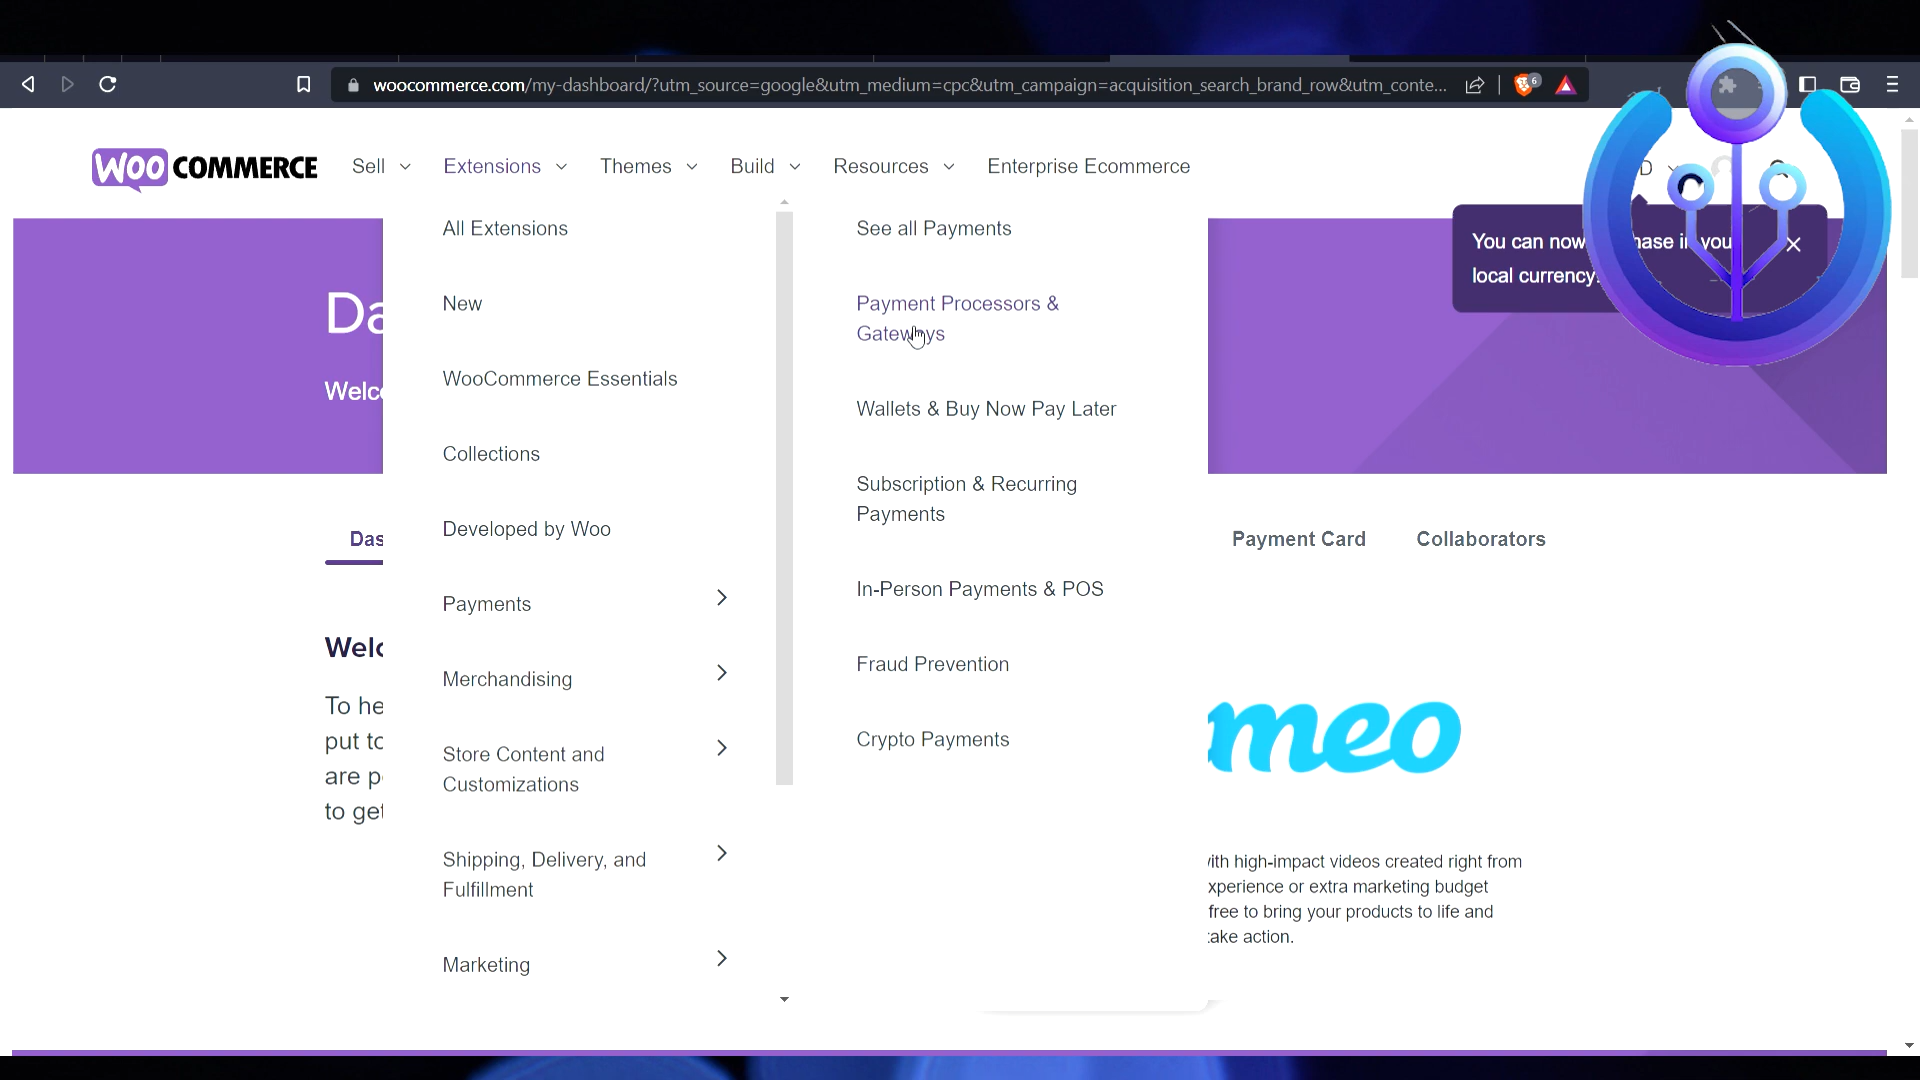 woocommerce.com/my-dashboard/?utm_source=google&utm_medium=cpc&utm_campaign=acquisition_search_brand_row&utm_conte...
6
WOO COMMERCE
Sell
Extensions
Themes
Build
Resources
Enterprise Ecommerce
D
You can now hase in you
local currency
Da
Welc
All Extensions
New
WooCommerce Essentials
Collections
Developed by Woo
Payments
Merchandising
Store Content and
Customizations
Shipping, Delivery, and
Fulfillment
Marketing
See all Payments
Payment Processors &
Gateways
Wallets & Buy Now Pay Later
Subscription & Recurring
Payments
In-Person Payments & POS
Fraud Prevention
Crypto Payments
Das
Payment Card
Collaborators
Welc
To he
put to
are p
to get
meo
ith high-impact videos created right from
xperience or extra marketing budget
free to bring your products to life and
take action.